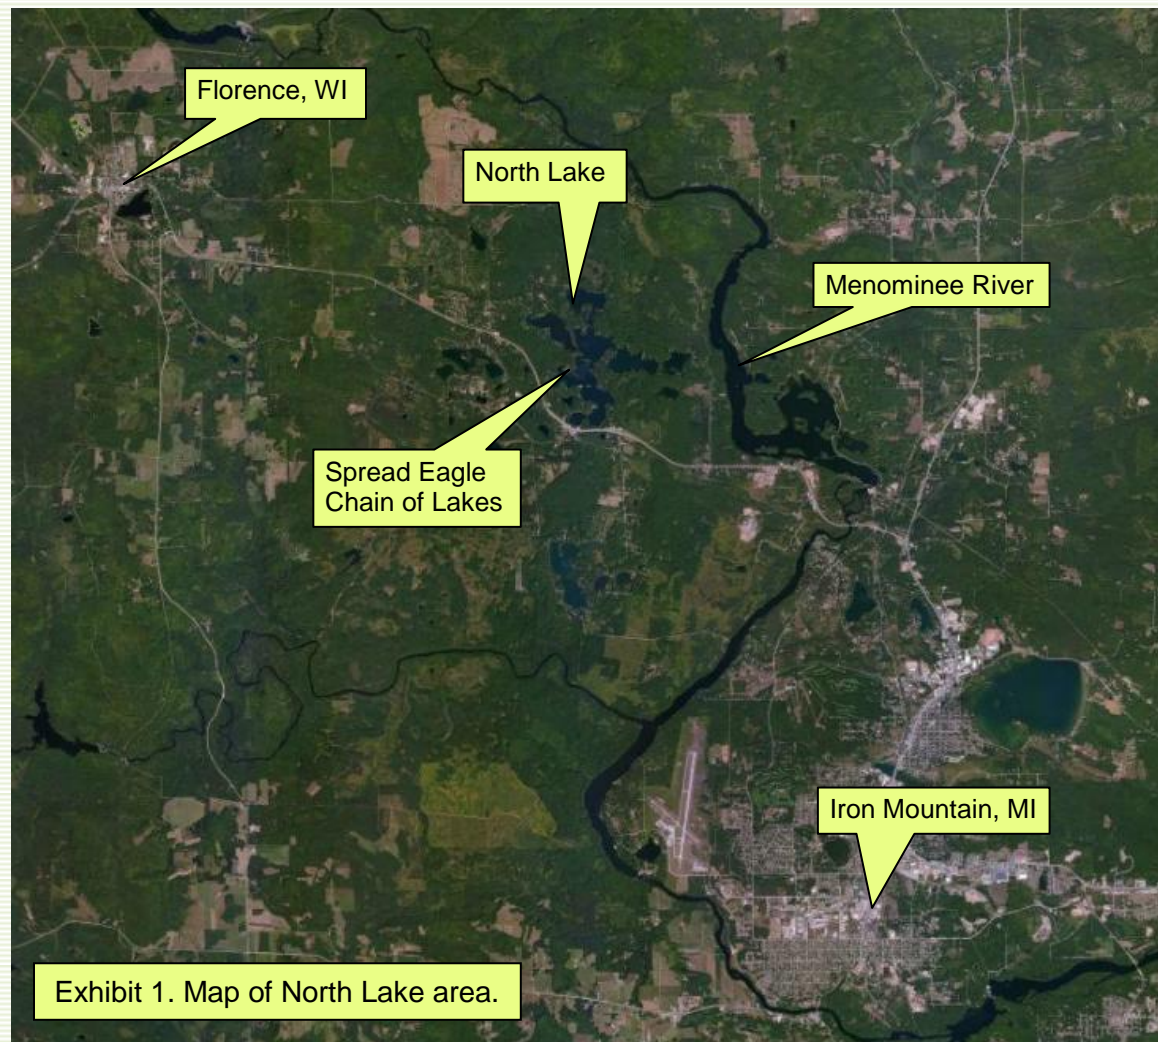 Florence, WI
North Lake
Menominee River
Spread Eagle
Chain of Lakes
Iron Mountain, MI
Exhibit 1. Map of North Lake area.